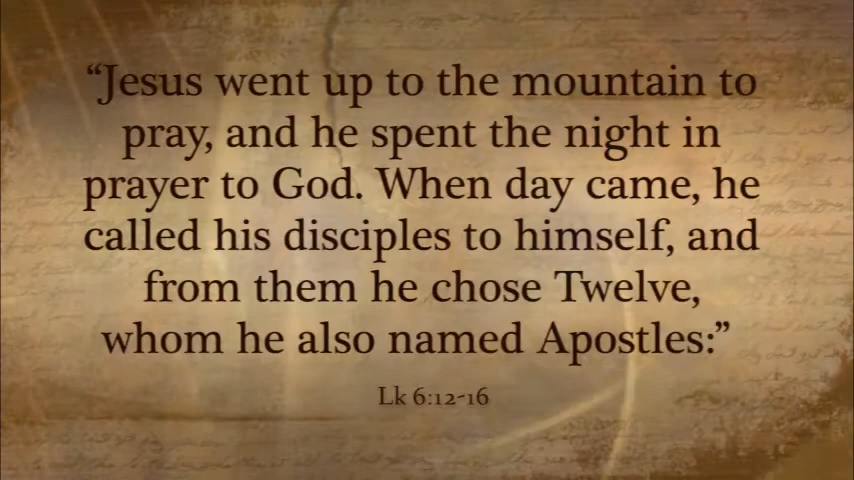 “Jesus went up to the mountain to
pray, and he spent the night in
prayer to God. When day came, he
called his disciples to himself, and
from them he chose Twelve,
whom he also named Apostles:”
Lk 6:12-16